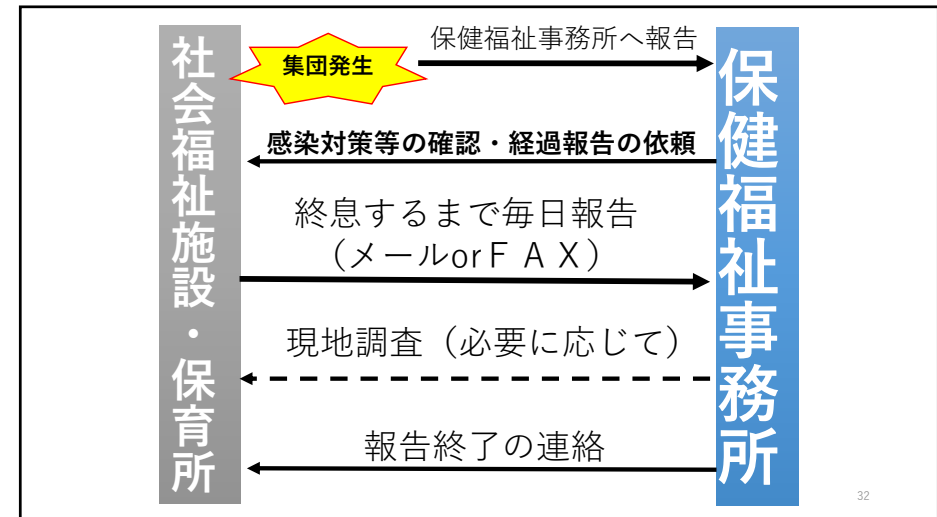 社会福祉施設・保育所
集団発生
保健福祉事務所へ報告
感染対策等の確認・経過報告の依頼
終息するまで毎日報告
（メールorＦＡＸ）
現地調査（必要に応じて）
報告終了の連絡
保健福祉事務所
32